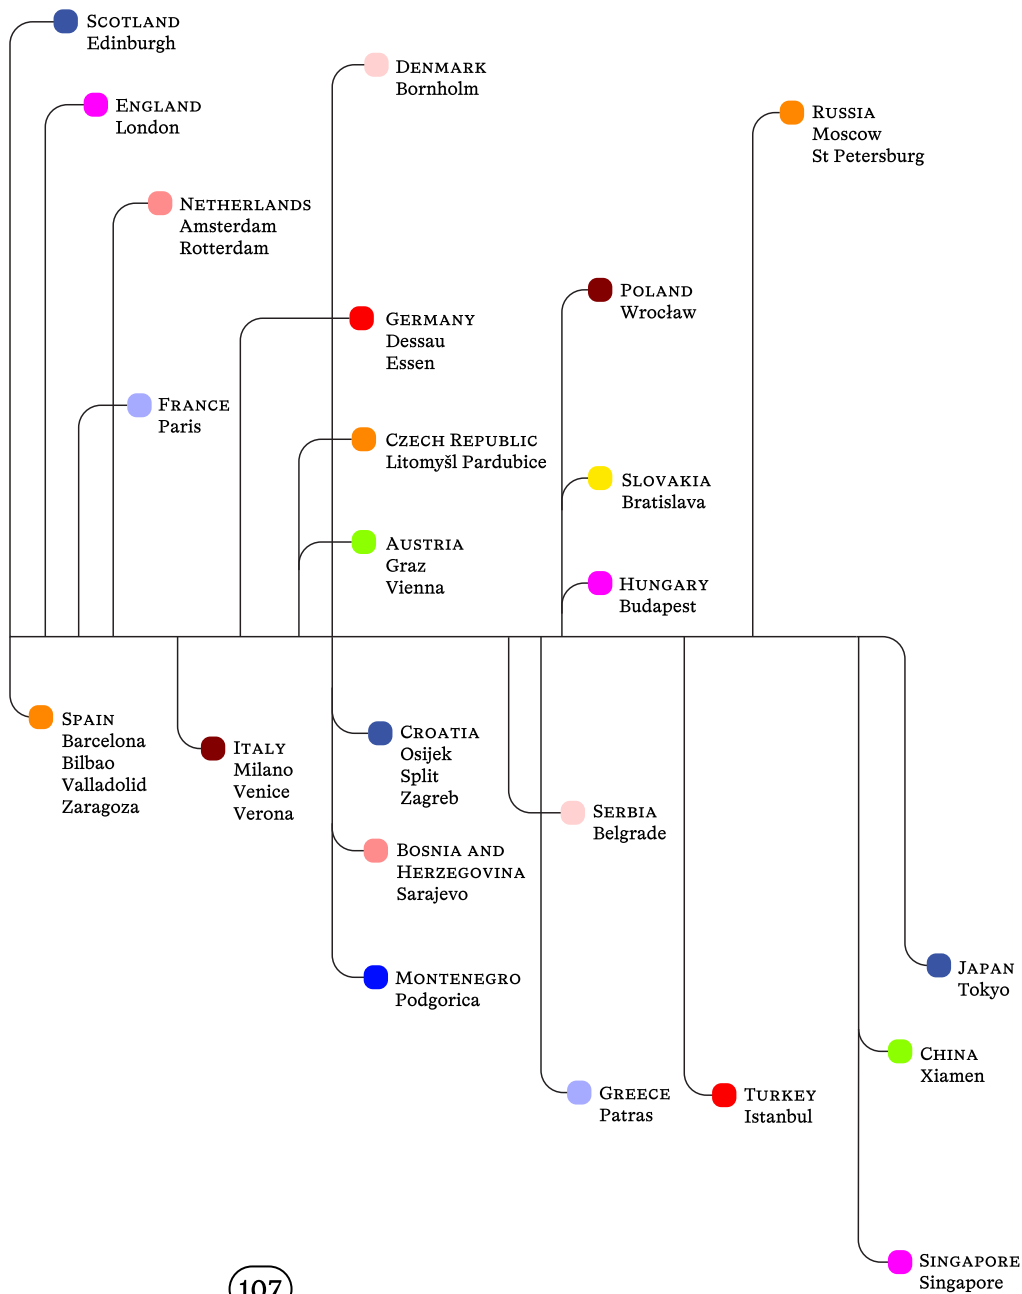 SCOTLAND
Edinburgh
DENMARK
Bornholm
ENGLAND
London
RUSSIA
Moscow
St Petersburg
NETHERLANDS
Amsterdam
Rotterdam
POLAND
Wrocław
GERMANY
Dessau
Essen
FRANCE
Paris
CZECH REPUBLIC
Litomyšl Pardubice
SLOVAKIA
Bratislava
AUSTRIA
Graz
Vienna
HUNGARY
Budapest
SPAIN
Barcelona
Bilbao
Valladolid
Zaragoza
ITALY
Milano
Venice
Verona
CROATIA
Osijek
Split
Zagreb
SERBIA
Belgrade
BOSNIA AND
HERZEGOVINA
Sarajevo
MONTENEGRO
Podgorica
JAPAN
Tokyo
CHINA
Xiamen
GREECE
Patras
TURKEY
Istanbul
SINGAPORE
Singapore
107